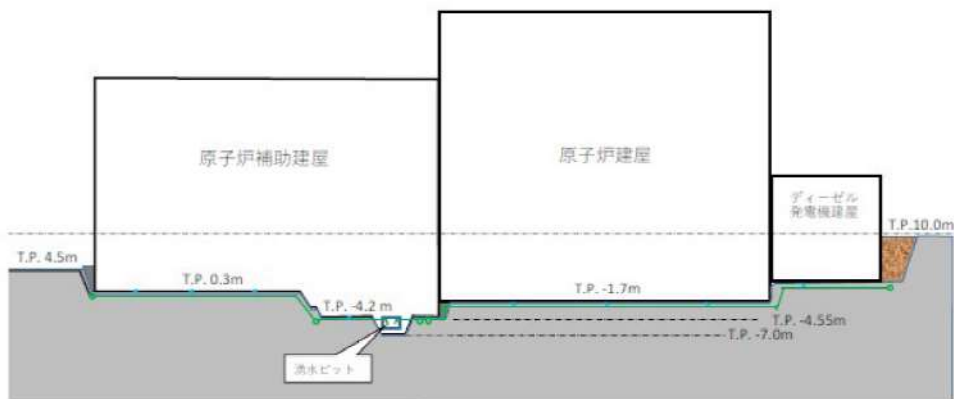 原子炉補助建屋
原子炉建屋
ディーゼル
発電機建屋
T.P.10.0m
T.P. 4.5m
T.P. 0.3m
T.P. -1.7m
T.P. -4.2 m
T.P. -4.55m
T.P. -7.0m
湧水ピット